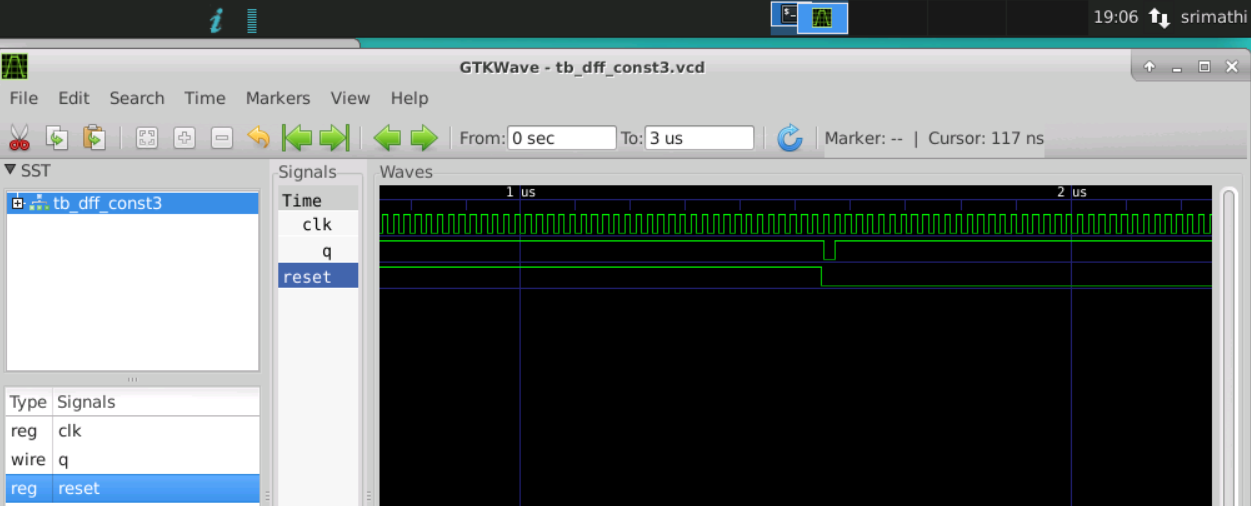 19:06 srimathi
GTKWave - tb_dff_const3.vcd
File Edit Search Time Markers View Help
From: 0 sec To: 3 us Marker: -- | Cursor: 117 ns
SST
tb_dff_const3
Type Signals
reg clk
wire q
reg reset
Signals
Time
clk
q
reset
Waves
1 us 2 us